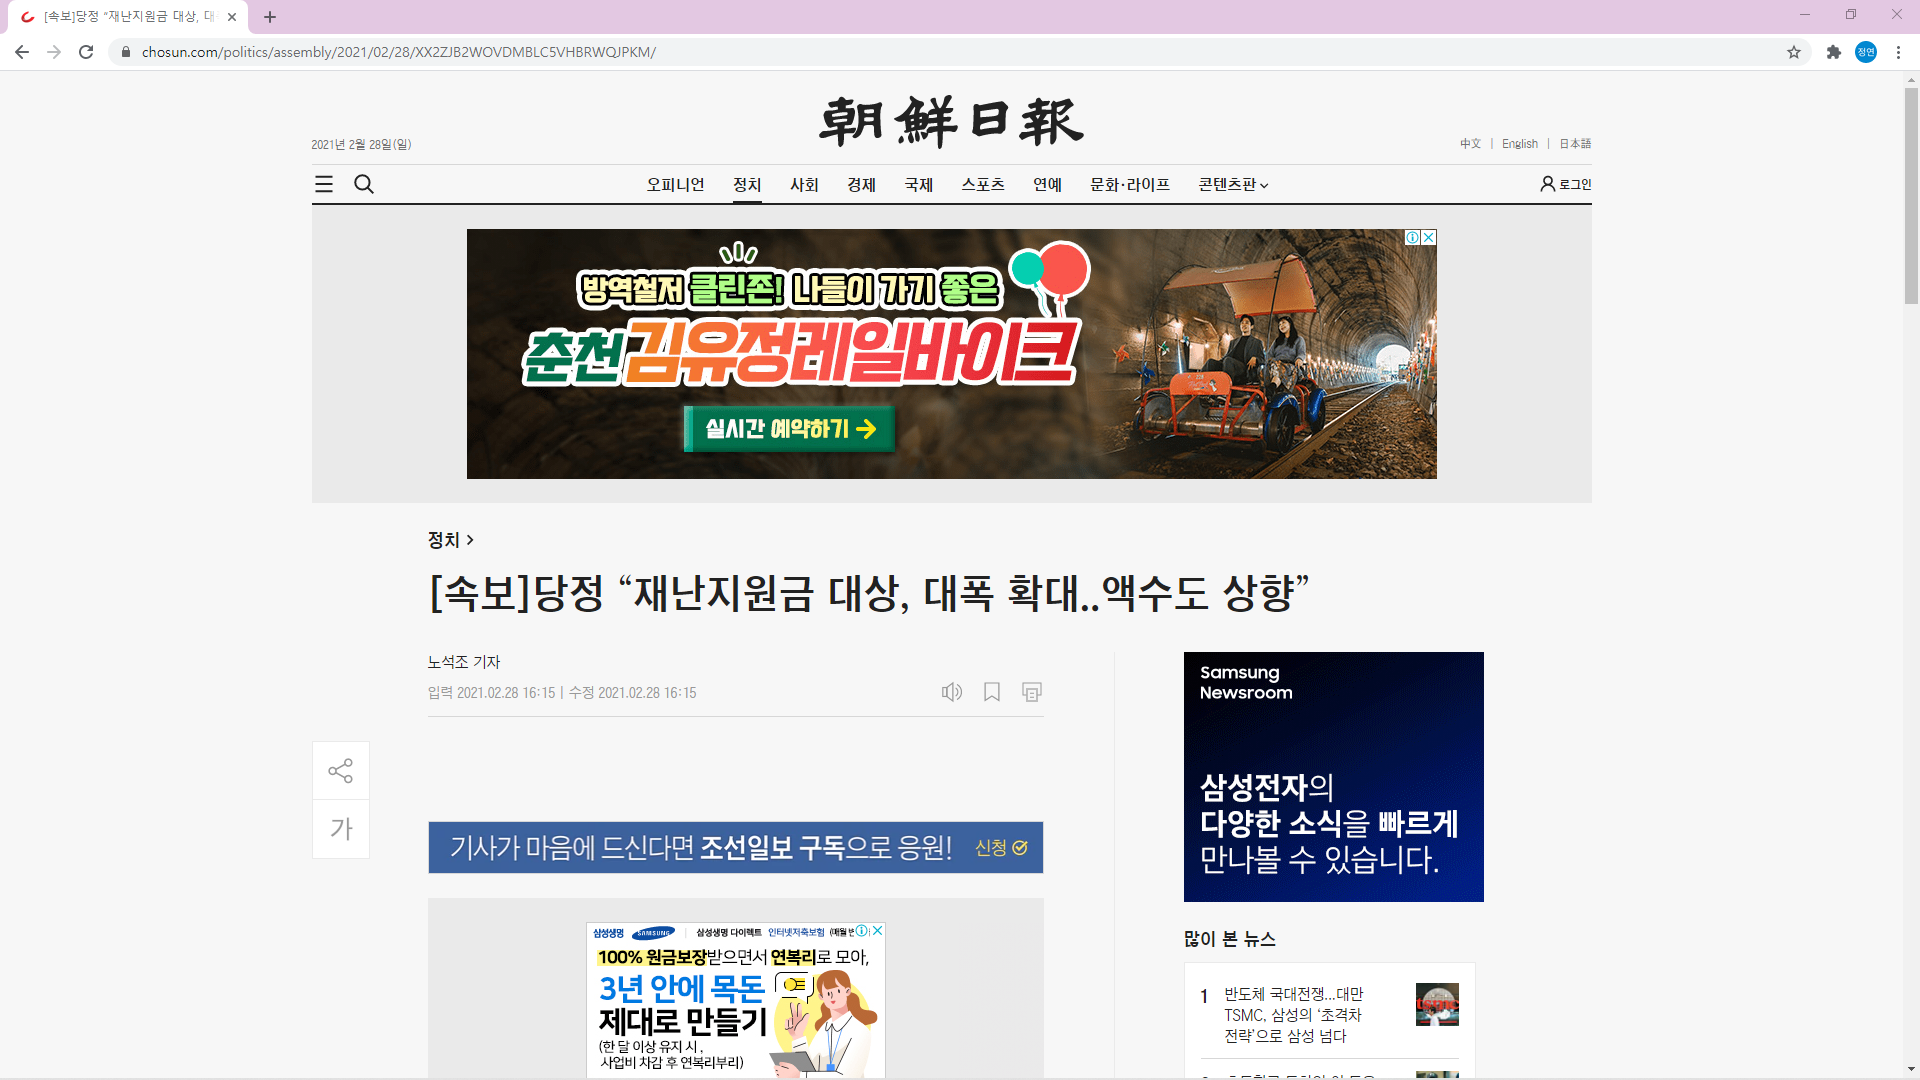 [속보]당정 “재난지원금 대상, 대
chosun.com/politics/assembly/2021/02/28/XX2ZJB2WOVDMBLC5VHBRWQJPKM/
정연
朝鮮日報
2021년 2월 28일(일)
中文 | English | 日本語
오피니언 정치 사회 경제 국제 스포츠 연예 문화·라이프 콘텐츠판
로그인
방역철저 클린존! 나들이 가기 좋은
춘천 김유정레일바이크
실시간 예약하기
정치
[속보]당정 “재난지원금 대상, 대폭 확대..액수도 상향”
노석조 기자
입력 2021.02.28 16:15 | 수정 2021.02.28 16:15
가
기사가 마음에 드신다면 조선일보 구독으로 응원! 신청
삼성생명 SAMSUNG 삼성생명 다이렉트 인터넷저축보험 (매월 변
100% 원금보장받으면서 연복리로 모아,
3년 안에 목돈
제대로 만들기
(한 달 이상 유지 시,
사업비 차감 후 연복리부리)
Samsung
Newsroom
삼성전자의
다양한 소식을 빠르게
만나볼 수 있습니다.
많이 본 뉴스
1 반도체 국대전쟁...대만
TSMC, 삼성의 ‘초격차
전략’으로 삼성 넘다